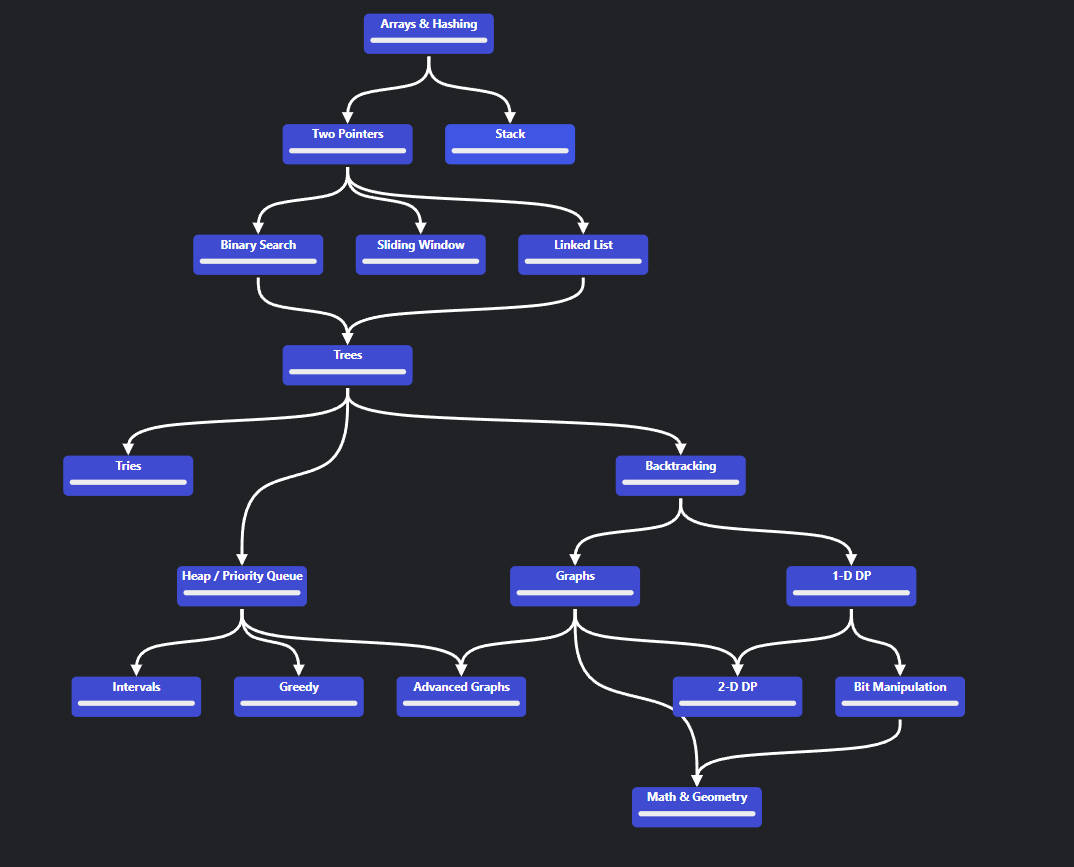 Arrays & Hashing
Two Pointers
Stack
Binary Search
Sliding Window
Linked List
Trees
Tries
Backtracking
Heap / Priority Queue
Graphs
1-D DP
Intervals
Greedy
Advanced Graphs
2-D DP
Bit Manipulation
Math & Geometry